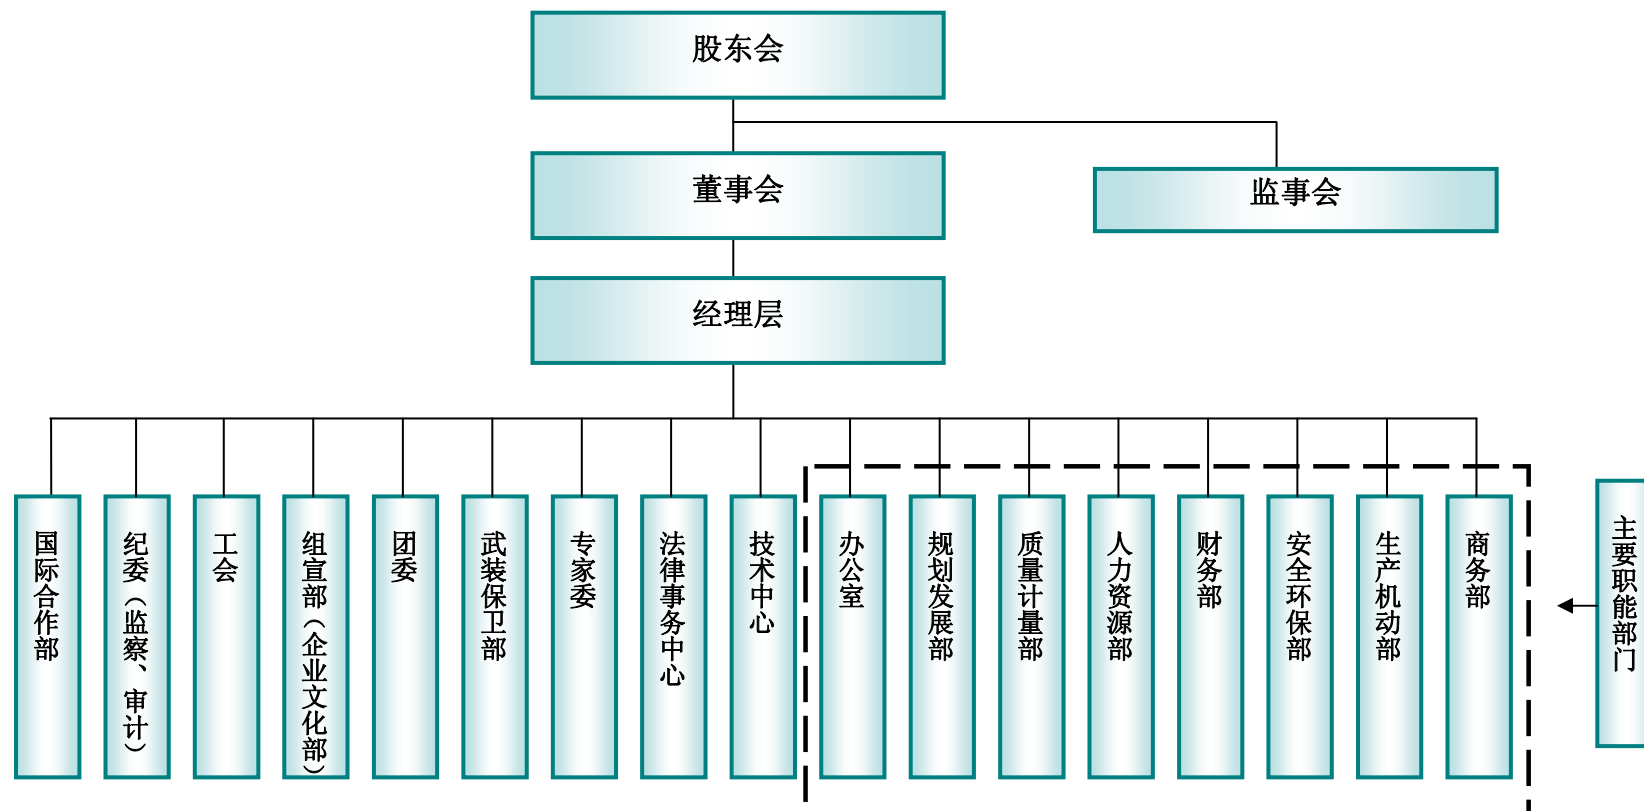 股东会
董事会
监事会
经理层
国际合作部
纪委（监察、审计）
工会
组宣部（企业文化部）
团委
武装保卫部
专家委
法律事务中心
技术中心
办公室
规划发展部
质量计量部
人力资源部
财务部
安全环保部
生产机动部
商务部
主要职能部门